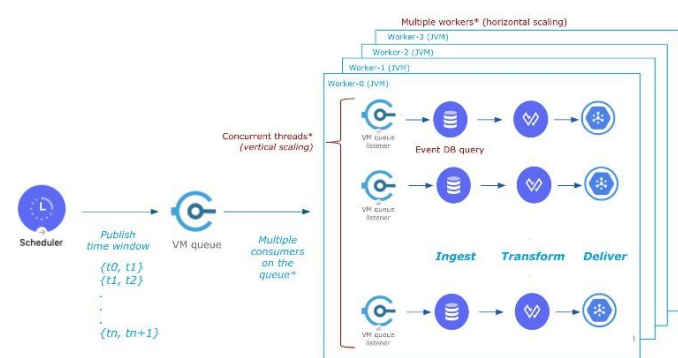 Multiple workers* (horizontal scaling)
Worker-3 (JVM)
Worker-2 (JVM)
Worker-1 (JVM)
Worker-0 (JVM)
Concurrent threads*
(vertical scaling)
VM queue
listener
Event DB query
VM queue
listener
Scheduler
Publish
time window
{t0, t1}
{t1, t2}
.
.
.
{tn, tn+1}
VM queue
Multiple
consumers
on the
queue*
Ingest
Transform
Deliver
VM queue
listener